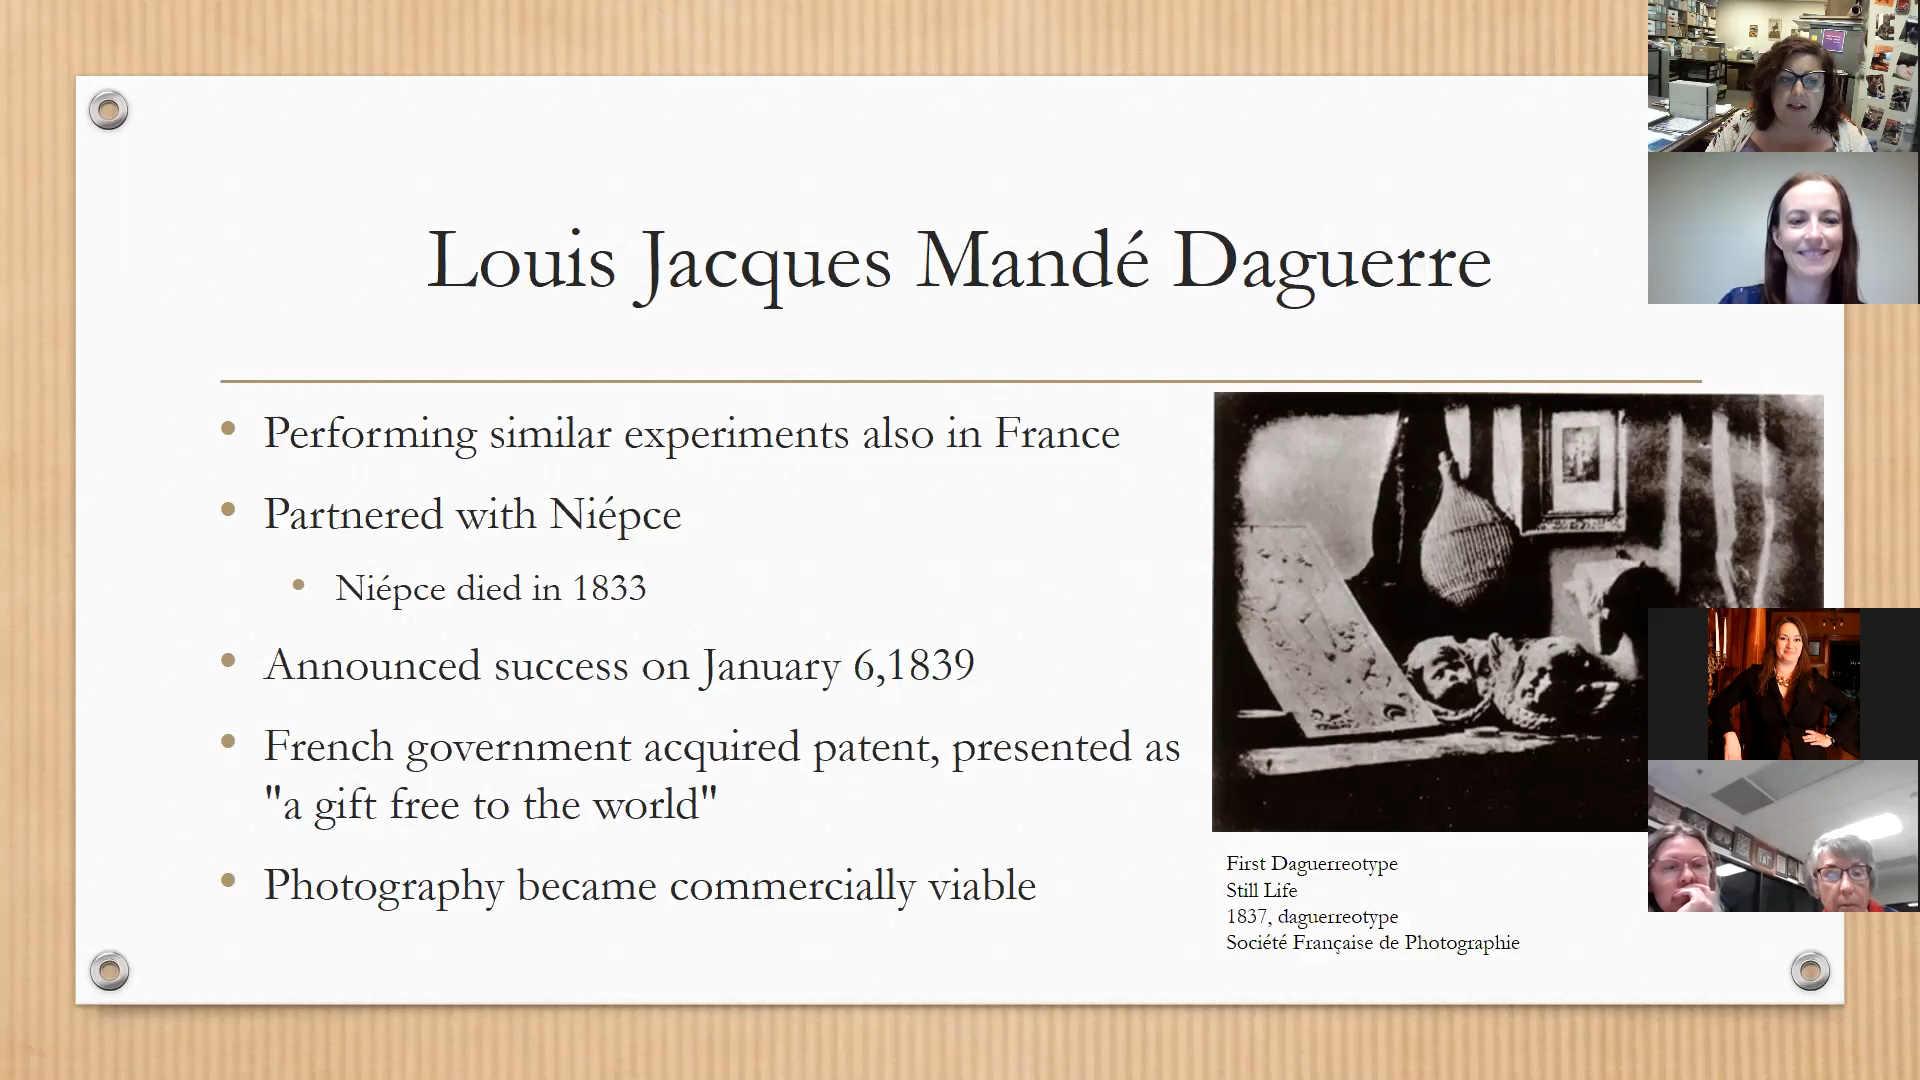 Louis Jacques Mandé Daguerre
Performing similar experiments also in France
Partnered with Niépce
Niépce died in 1833
Announced success on January 6,1839
French government acquired patent, presented as
"a gift free to the world"
Photography became commercially viable
First Daguerreotype
Still Life
1837, daguerreotype
Société Française de Photographie